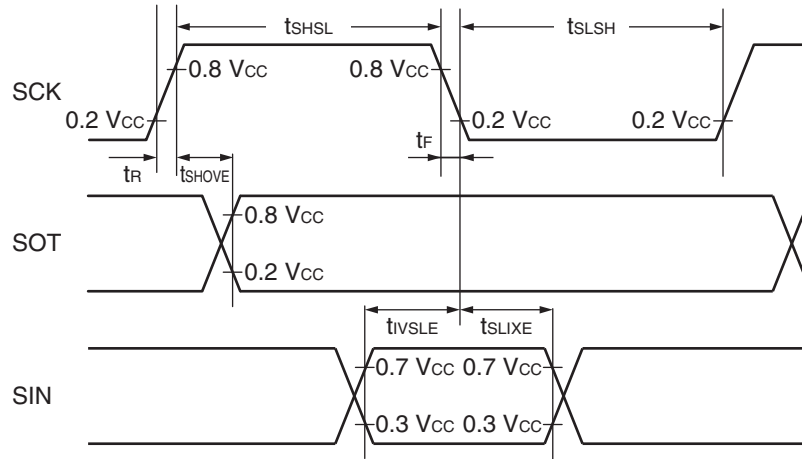 tSHSL tSLSH
SCK
0.8 VCC 0.8 VCC
0.2 VCC 0.2 VCC 0.2 VCC
tR tSHOVE tF
SOT
0.8 VCC
0.2 VCC
tIVSLE tSLIXE
SIN
0.7 VCC 0.7 VCC
0.3 VCC 0.3 VCC